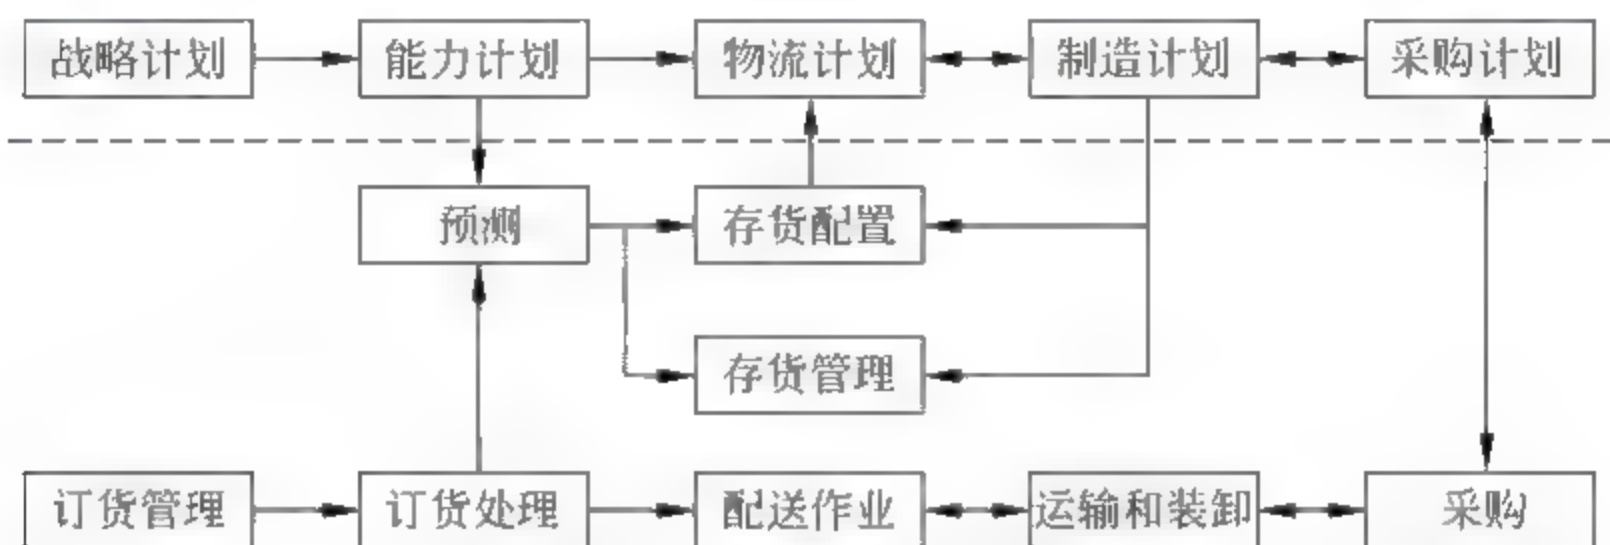 战略计划
能力计划
物流计划
制造计划
采购计划
预测
存货配置
存货管理
订货管理
订货处理
配送作业
运输和装卸
采购